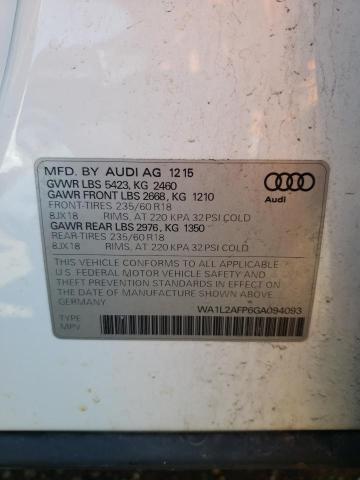 MFD. BY AUDI AG 1215
GVWR LBS 5423, KG 2460
GAWR FRONT LBS 2668, KG 1210
FRONT-TIRES 235/60 R18
8JX18 RIMS, AT 220 KPA 32 PSI COLD
GAWR REAR LBS 2976, KG 1350
REAR-TIRES 235/60 R18
8JX18 RIMS, AT 220 KPA 32 PSI COLD
THIS VEHICLE CONFORMS TO ALL APPLICABLE
U S FEDERAL MOTOR VEHICLE SAFETY AND
THEFT PREVENTION STANDARDS IN EFFECT ON THE
DATE OF MANUFACTURE SHOWN ABOVE.
GERMANY
WA1L2AFP6GA094093
TYPE:
MPV
Audi